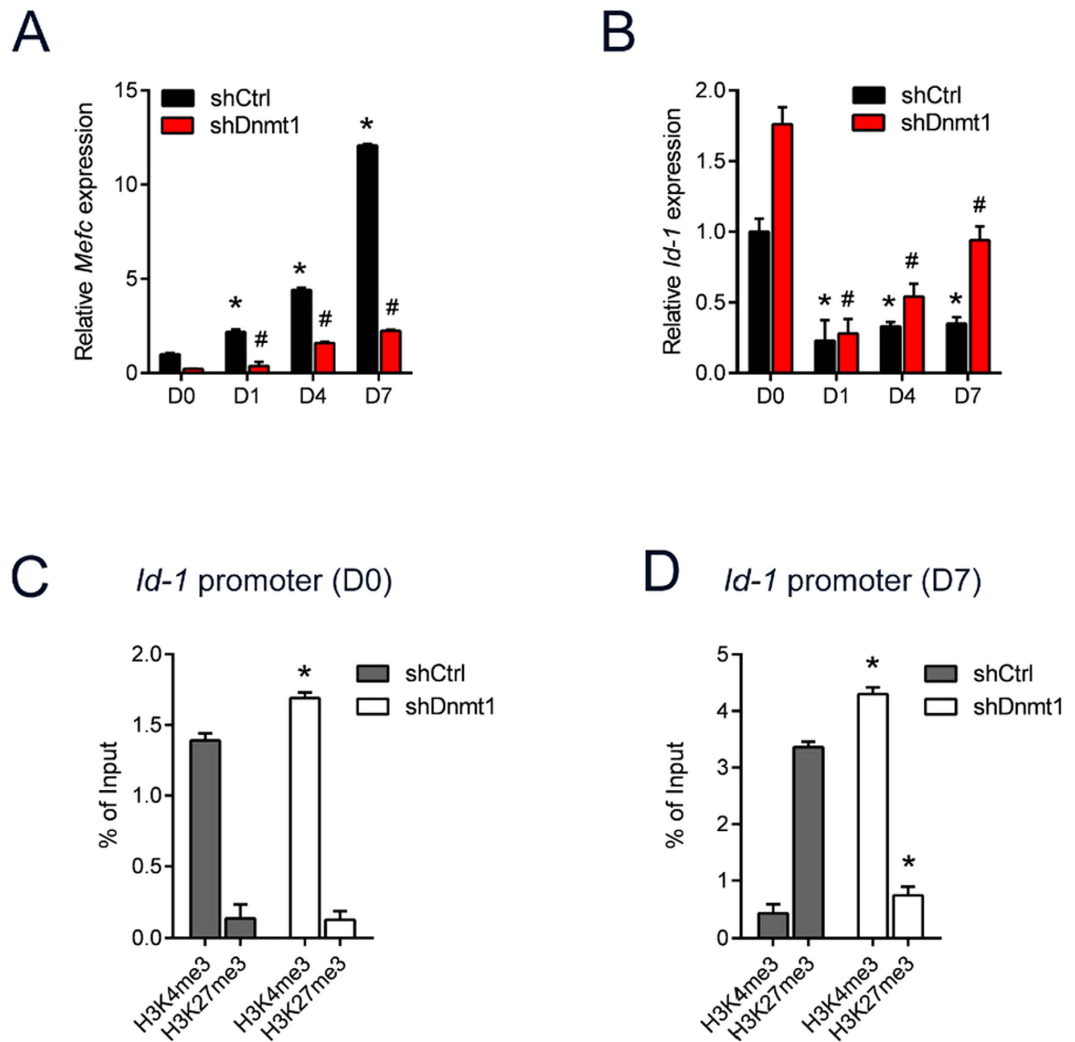 A
15
10
5
0
Relative Mefc expression
shCtrl
shDnmt1
*
*
*
#
#
#
D0 D1 D4 D7
B
2.0
1.5
1.0
0.5
0.0
Relative Id-1 expression
shCtrl
shDnmt1
*
#
*
#
*
#
D0 D1 D4 D7
C
Id-1 promoter (D0)
2.0
1.5
1.0
0.5
0.0
% of Input
*
shCtrl
shDnmt1
H3K4me3
H3K27me3
H3K4me3
H3K27me3
D
Id-1 promoter (D7)
5
4
3
2
1
0
% of Input
*
*
shCtrl
shDnmt1
H3K4me3
H3K27me3
H3K4me3
H3K27me3